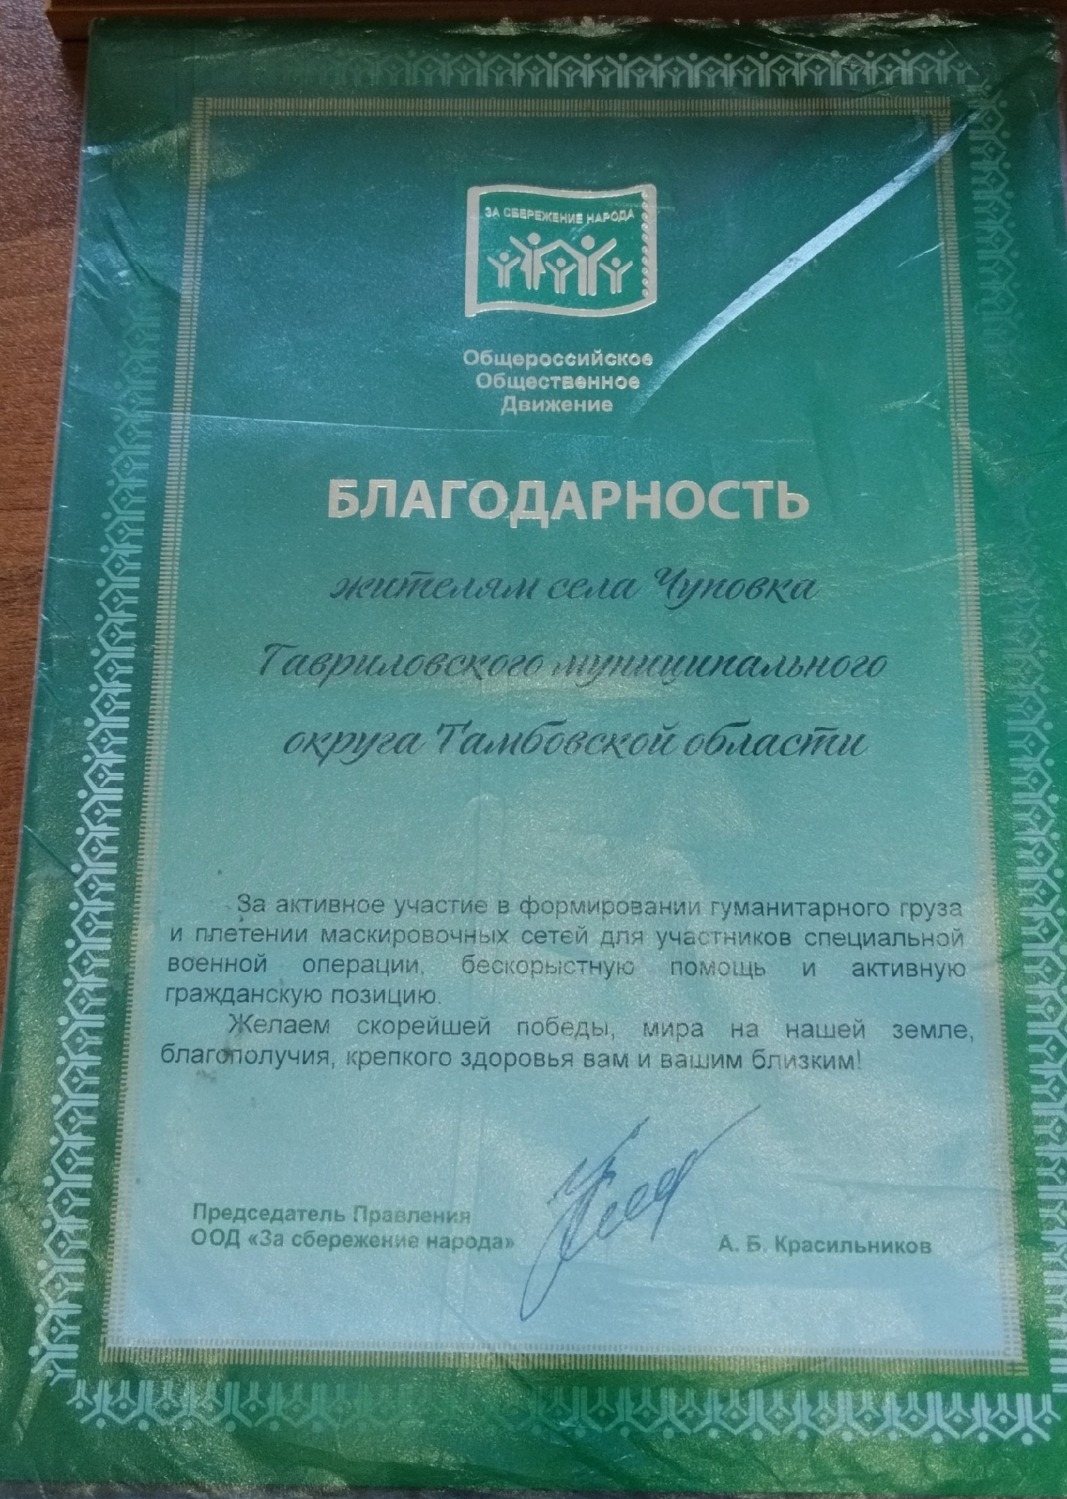 ЗА СБЕРЕЖЕНИЕ НАРОДА
Общероссийское
Общественное
Движение
БЛАГОДАРНОСТЬ
жителям села Чуповка
Гавриловского муниципального
округа Тамбовской области
За активное участие в формировании гуманитарного груза
и плетении маскировочных сетей для участников специальной
военной операции, бескорыстную помощь и активную
гражданскую позицию.
Желаем скорейшей победы, мира на нашей земле,
благополучия, крепкого здоровья вам и вашим близким!
Председатель Правления
ООД «За сбережение народа»
А. Б. Красильников